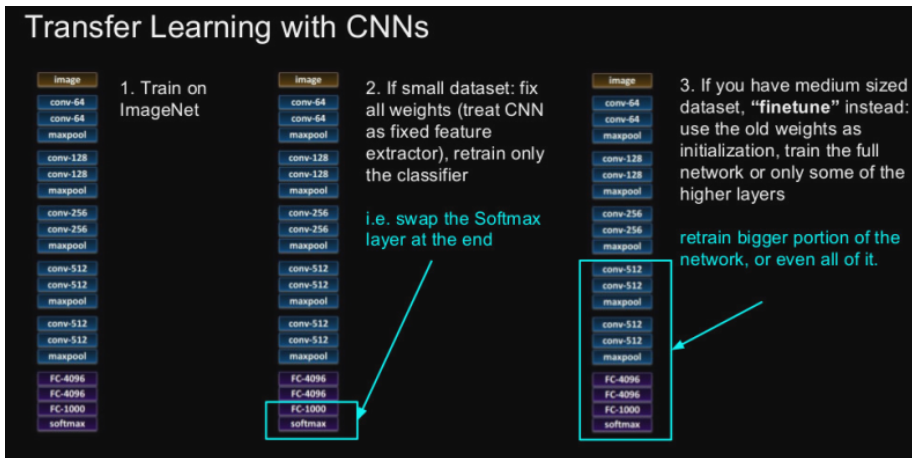 Transfer Learning with CNNs
image
conv-64
conv-64
maxpool
conv-128
conv-128
maxpool
conv-256
conv-256
maxpool
conv-512
conv-512
maxpool
conv-512
conv-512
maxpool
FC-4096
FC-4096
FC-1000
softmax
1. Train on
ImageNet
image
conv-64
conv-64
maxpool
conv-128
conv-128
maxpool
conv-256
conv-256
maxpool
conv-512
conv-512
maxpool
conv-512
conv-512
maxpool
FC-4096
FC-4096
FC-1000
softmax
2. If small dataset: fix
all weights (treat CNN
as fixed feature
extractor), retrain only
the classifier
i.e. swap the Softmax
layer at the end
image
conv-64
conv-64
maxpool
conv-128
conv-128
maxpool
conv-256
conv-256
maxpool
conv-512
conv-512
maxpool
conv-512
conv-512
maxpool
FC-4096
FC-4096
FC-1000
softmax
3. If you have medium sized
dataset, “finetune” instead:
use the old weights as
initialization, train the full
network or only some of the
higher layers
retrain bigger portion of the
network, or even all of it.